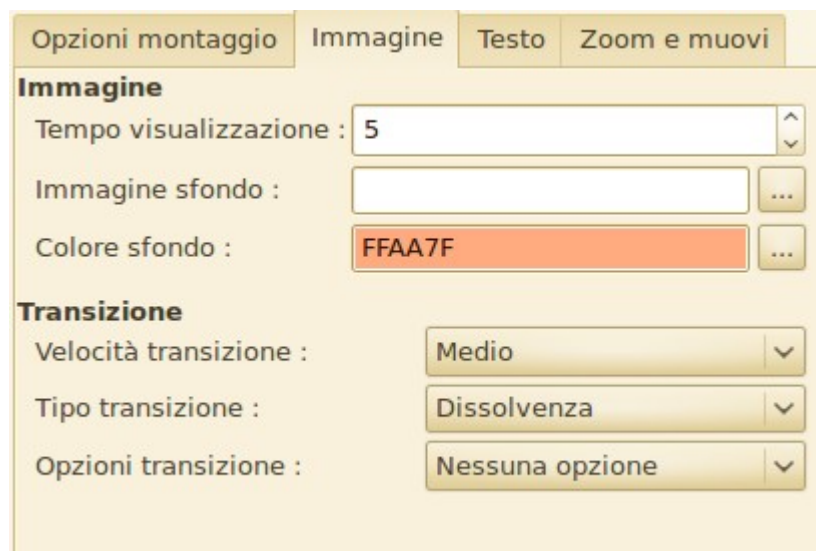 Opzioni montaggio Immagine Testo Zoom e muovi
Immagine
Tempo visualizzazione : 5
Immagine sfondo : ...
Colore sfondo : FFAA7F ...
Transizione
Velocità transizione : Medio
Tipo transizione : Dissolvenza
Opzioni transizione : Nessuna opzione